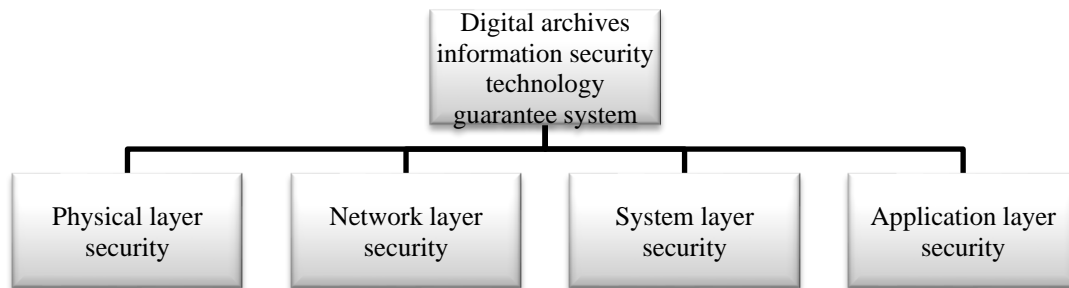 Digital archives
information security
technology
guarantee system
Physical layer
security
Network layer
security
System layer
security
Application layer
security